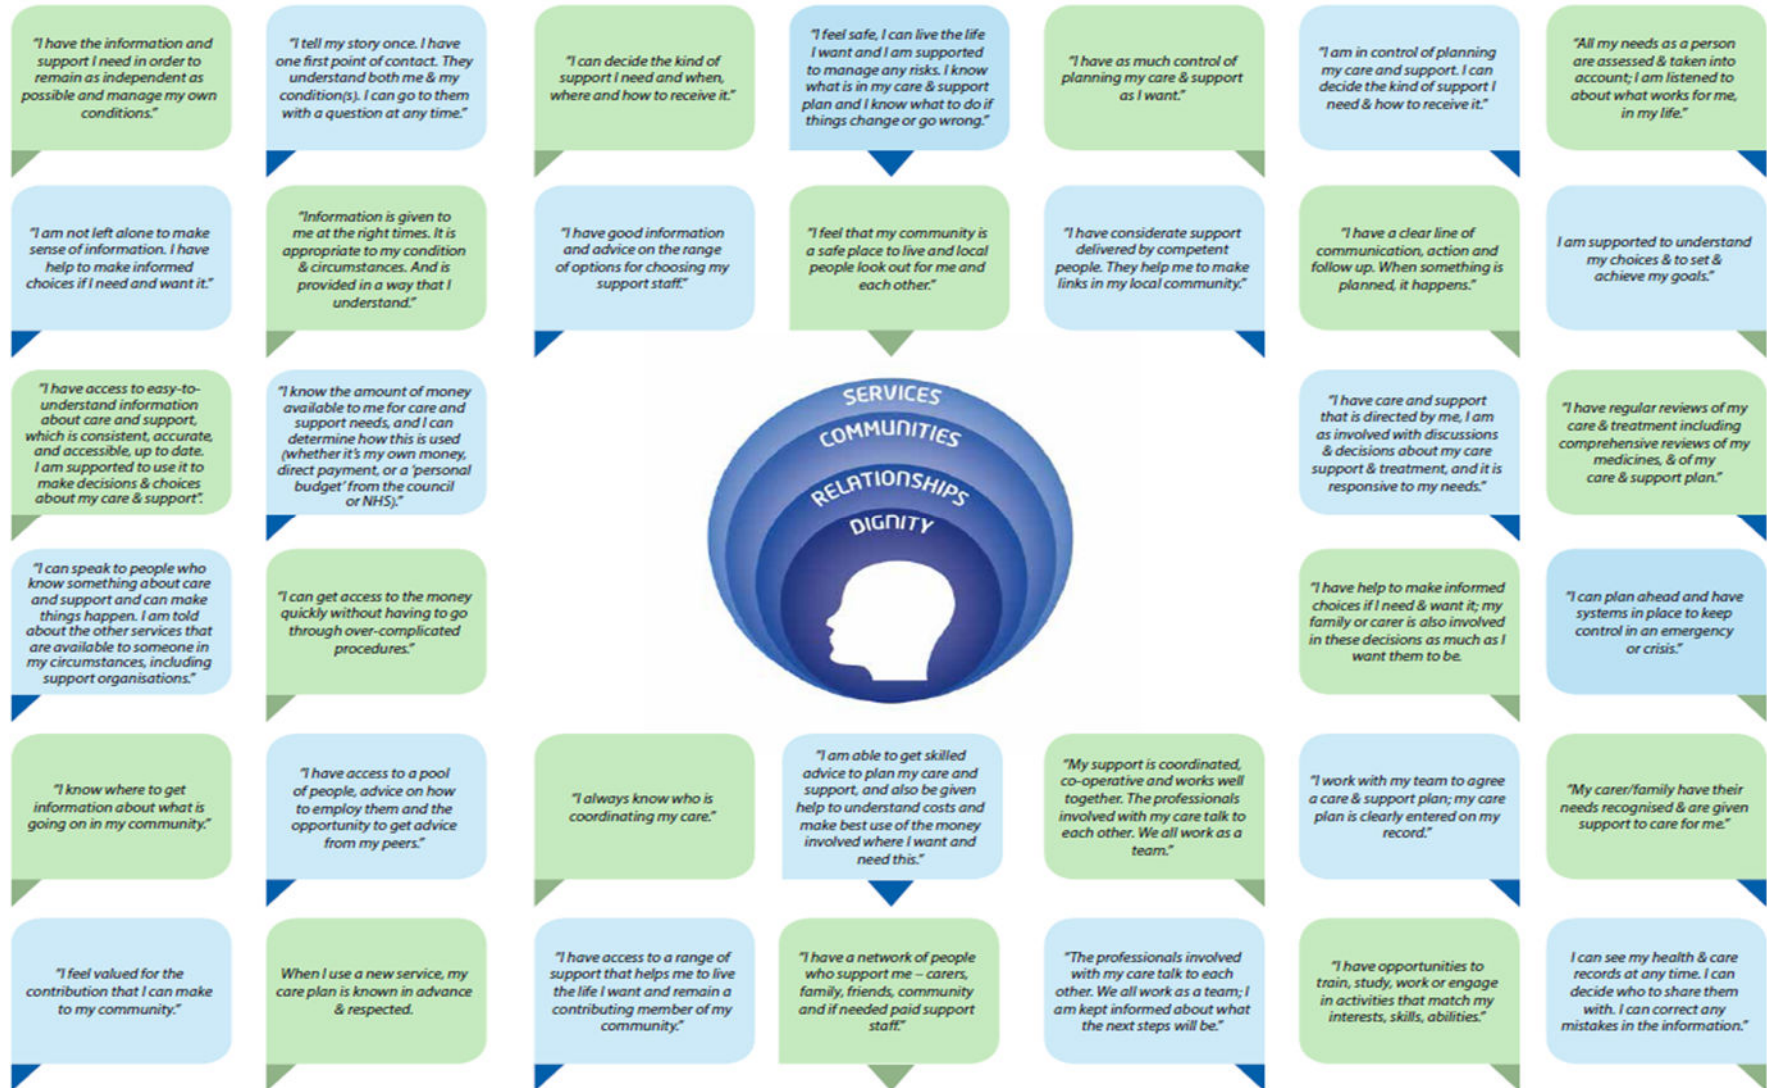 "I have the information and
support I need in order to
remain as independent as
possible and manage my own
conditions."
"I tell my story once. I have
one first point of contact. They
understand both me & my
condition(s). I can go to them
with a question at any time."
"I can decide the kind of
support I need and when,
where and how to receive it."
"I feel safe, I can live the life
I want and I am supported
to manage any risks. I know
what is in my care & support
plan and I know what to do if
things change or go wrong."
"I have as much control of
planning my care & support
as I want."
"I am in control of planning
my care and support. I can
decide the kind of support I
need & how to receive it."
"All my needs as a person
are assessed & taken into
account; I am listened to
about what works for me,
in my life."
"I am not left alone to make
sense of information. I have
help to make informed
choices if I need and want it."
"Information is given to
me at the right times. It is
appropriate to my condition
& circumstances. And is
provided in a way that I
understand."
"I have good information
and advice on the range
of options for choosing my
support staff."
"I feel that my community is
a safe place to live and local
people look out for me and
each other."
"I have considerate support
delivered by competent
people. They help me to make
links in my local community."
"I have a clear line of
communication, action and
follow up. When something is
planned, it happens."
I am supported to understand
my choices & to set &
achieve my goals."
"I have access to easy-to-
understand information
about care and support,
which is consistent, accurate,
and accessible, up to date.
I am supported to use it to
make decisions & choices
about my care & support".
"I know the amount of money
available to me for care and
support needs, and I can
determine how this is used
(whether it's my own money,
direct payment, or a 'personal
budget' from the council
or NHS)."
SERVICES
COMMUNITIES
RELATIONSHIPS
DIGNITY
"I have care and support
that is directed by me, I am
as involved with discussions
& decisions about my care
support & treatment, and it is
responsive to my needs."
"I have regular reviews of my
care & treatment including
comprehensive reviews of my
medicines, & of my
care & support plan."
"I can speak to people who
know something about care
and support and can make
things happen. I am told
about the other services that
are available to someone in
my circumstances, including
support organisations."
"I can get access to the money
quickly without having to go
through over-complicated
procedures."
"I have help to make informed
choices if I need & want it; my
family or carer is also involved
in these decisions as much as I
want them to be.
"I can plan ahead and have
systems in place to keep
control in an emergency
or crisis."
"I know where to get
information about what is
going on in my community."
"I have access to a pool
of people, advice on how
to employ them and the
opportunity to get advice
from my peers."
"I always know who is
coordinating my care."
"I am able to get skilled
advice to plan my care and
support, and also be given
help to understand costs and
make best use of the money
involved where I want and
need this."
"My support is coordinated,
co-operative and works well
together. The professionals
involved with my care talk to
each other. We all work as a
team."
"I work with my team to agree
a care & support plan; my care
plan is clearly entered on my
record."
"My carer/family have their
needs recognised & are given
support to care for me."
"I feel valued for the
contribution that I can make
to my community."
When I use a new service, my
care plan is known in advance
& respected.
"I have access to a range of
support that helps me to live
the life I want and remain a
contributing member of my
community."
"I have a network of people
who support me – carers,
family, friends, community
and if needed paid support
staff."
"The professionals involved
with my care talk to each
other. We all work as a team; I
am kept informed about what
the next steps will be."
"I have opportunities to
train, study, work or engage
in activities that match my
interests, skills, abilities."
I can see my health & care
records at any time. I can
decide who to share them
with. I can correct any
mistakes in the information."